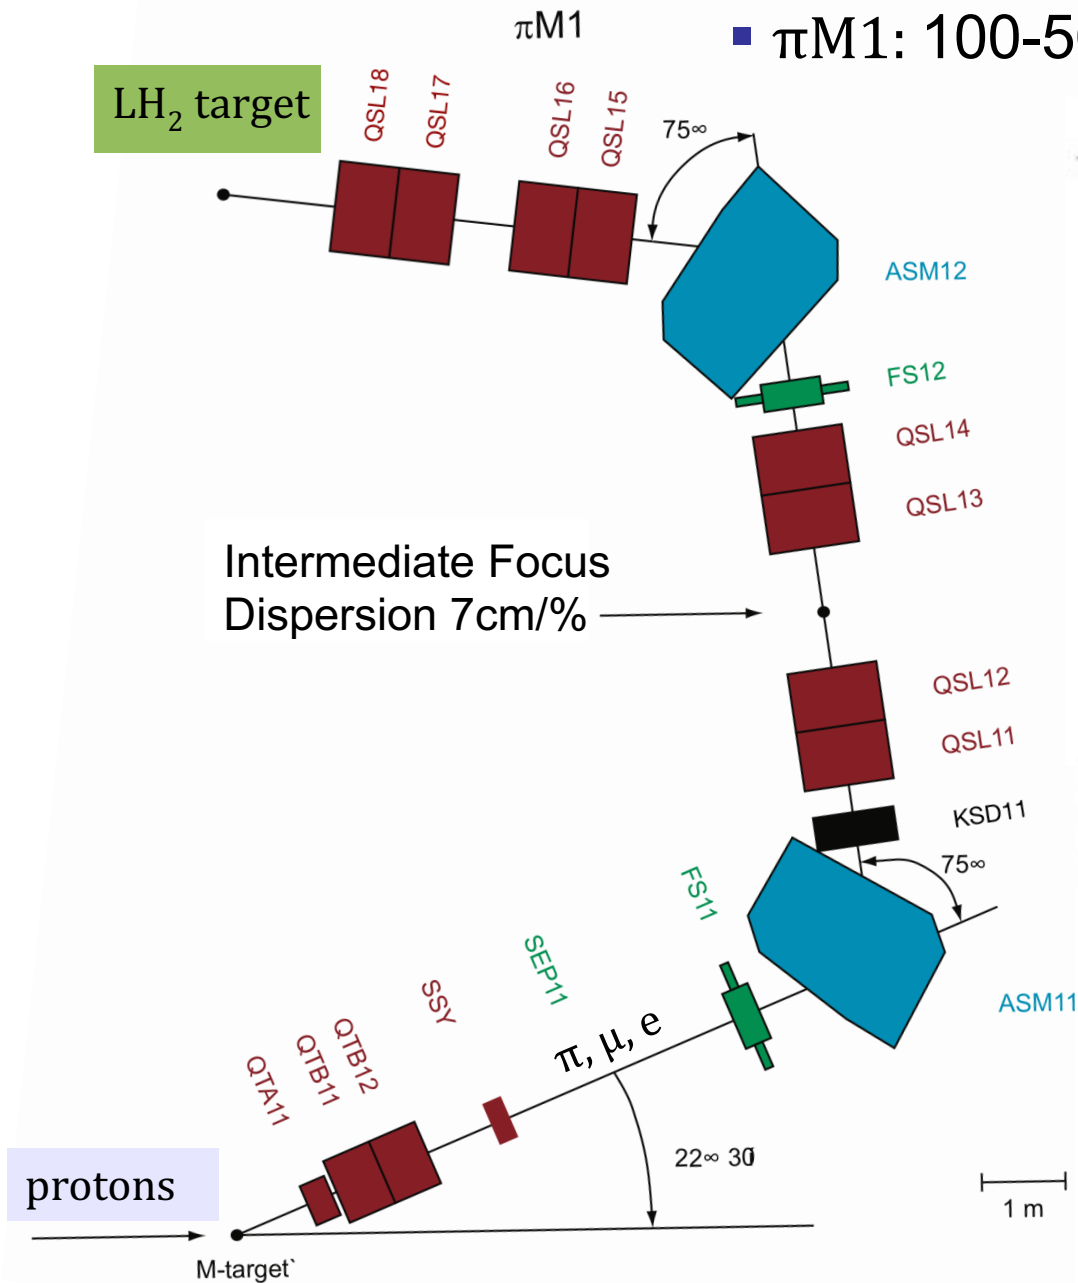 πM1
▪ πM1: 100-5
LH₂ target
QSL18
QSL17
QSL16
QSL15
75∞
ASM12
FS12
QSL14
QSL13
Intermediate Focus
Dispersion 7cm/%
QSL12
QSL11
KSD11
75∞
FS11
SEP11
SSY
ASM11
π, μ, e
QTB12
QTB11
QTA11
22∞ 30
protons
1 m
M-target`